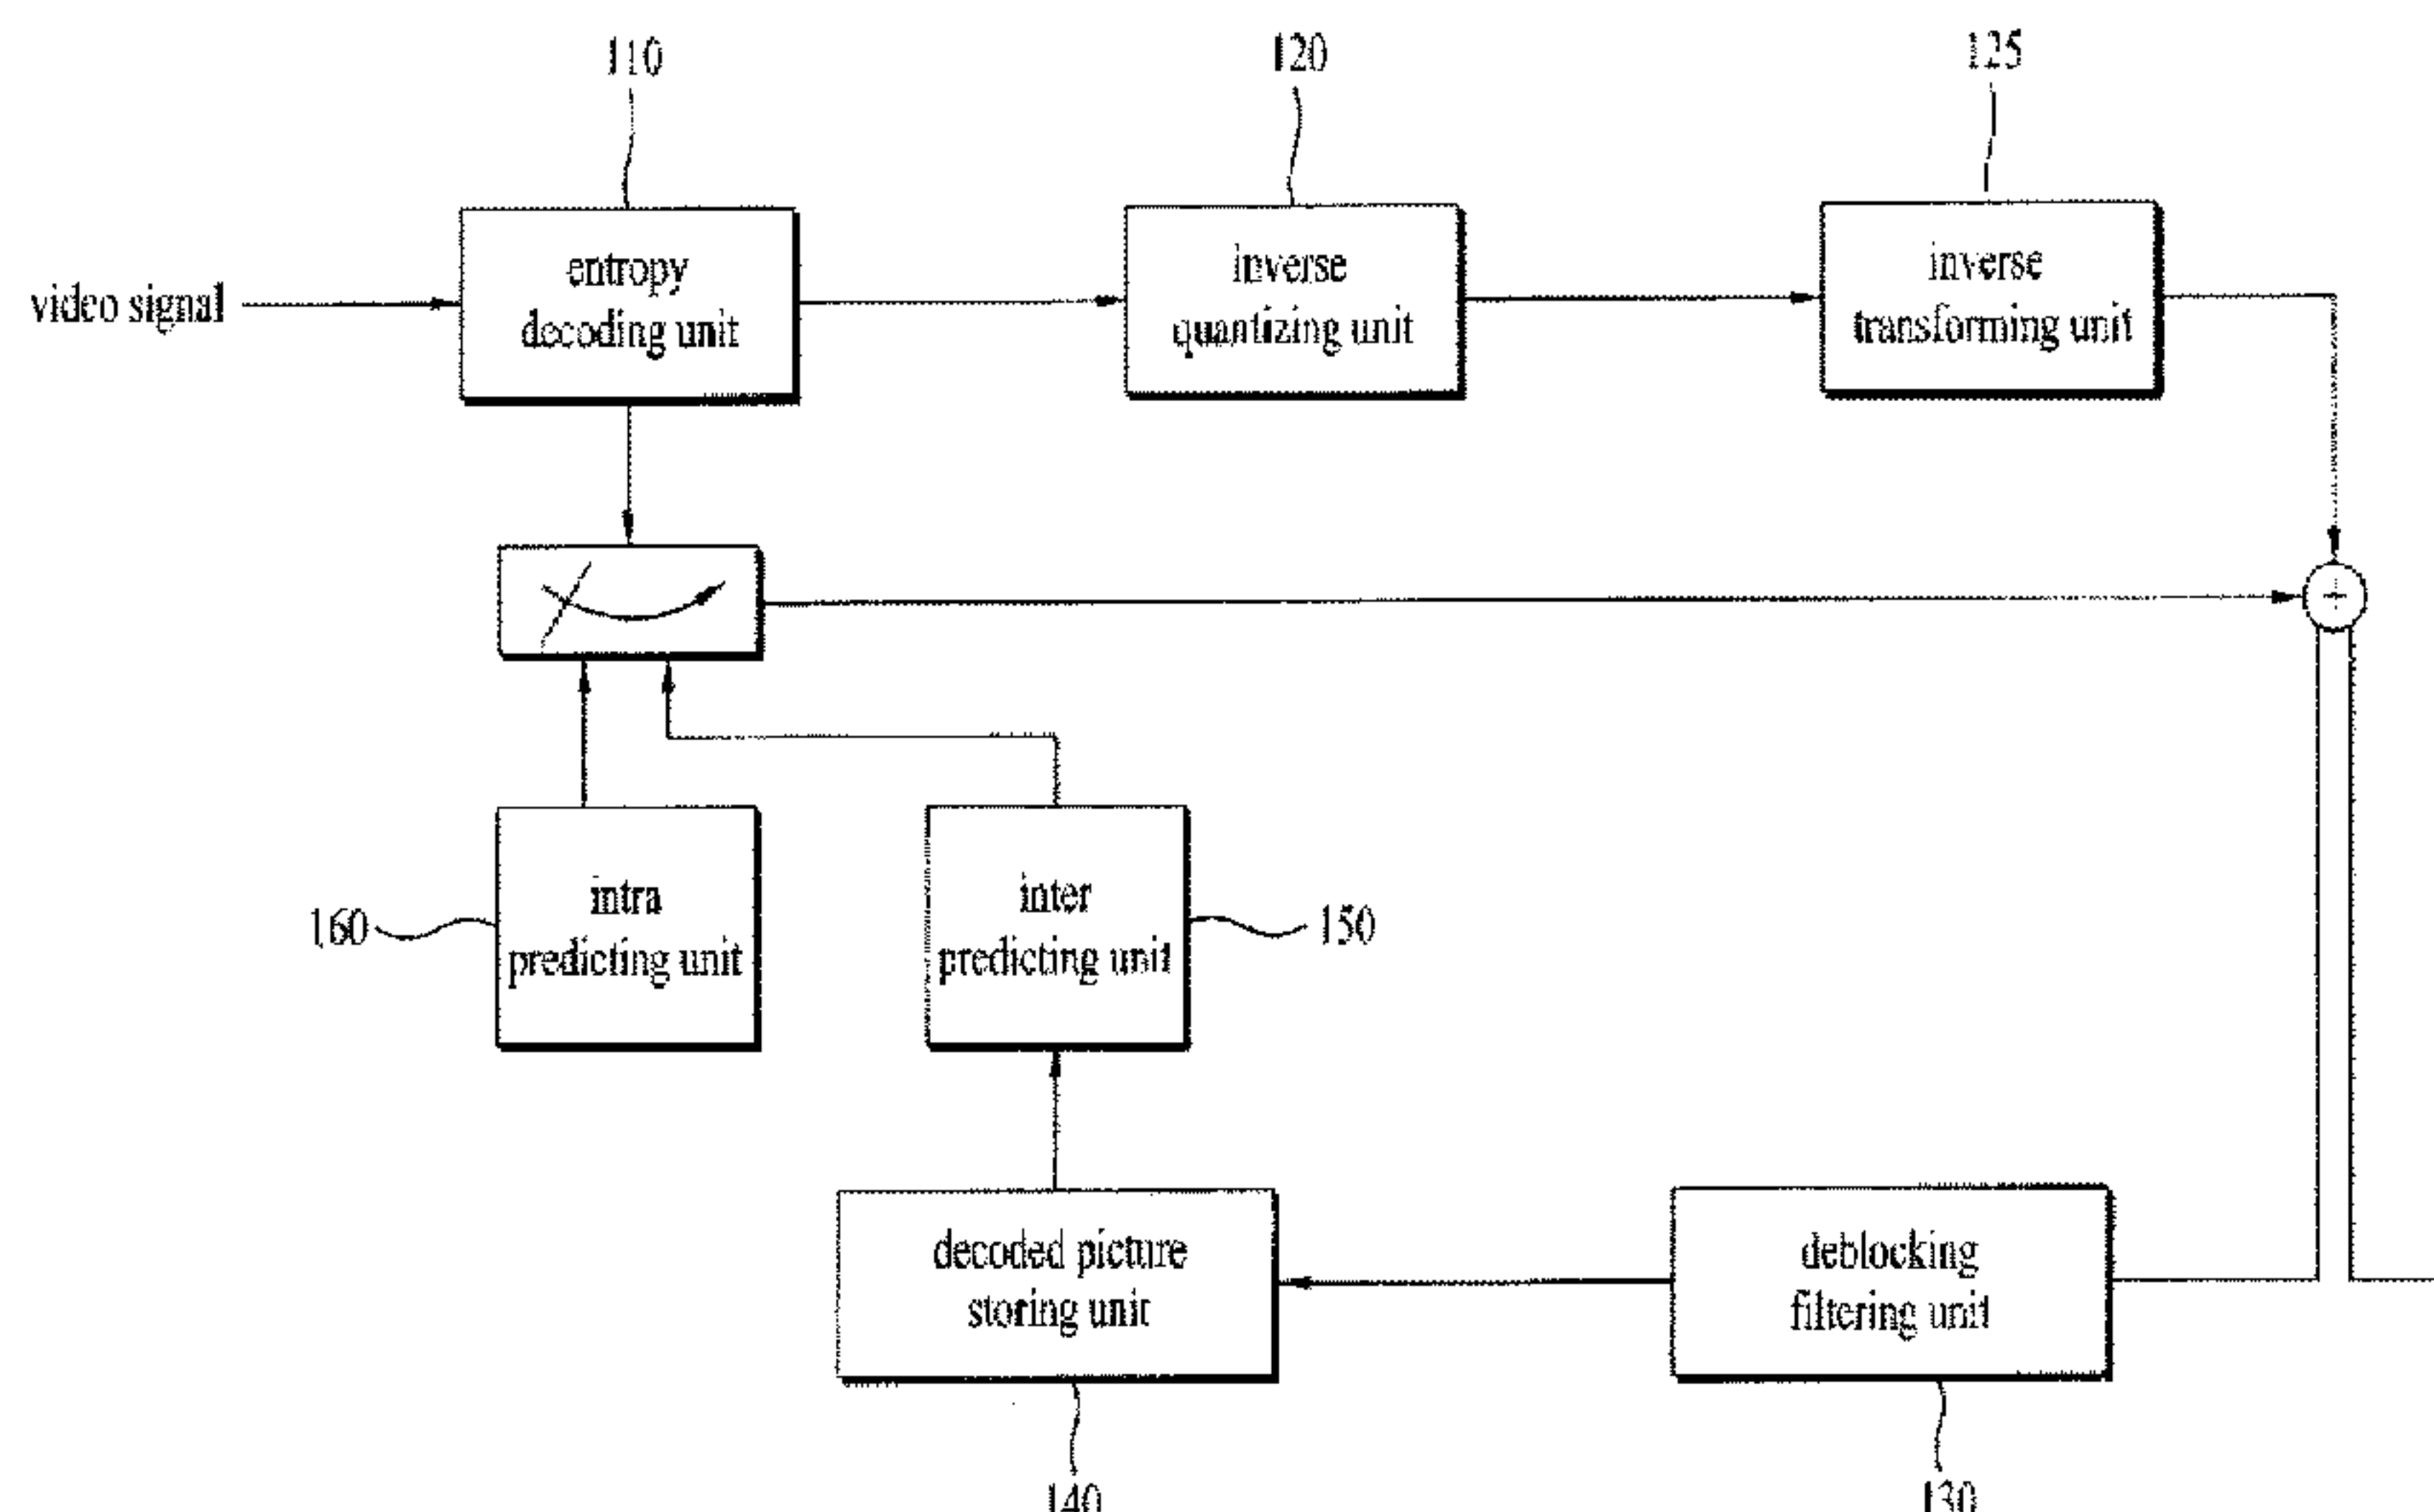 110
120
125
video signal
entropy
decoding unit
inverse
quantizing unit
inverse
transforming unit
+
intra
predicting unit
inter
predicting unit
160
150
decoded picture
storing unit
deblocking
filtering unit
140
130